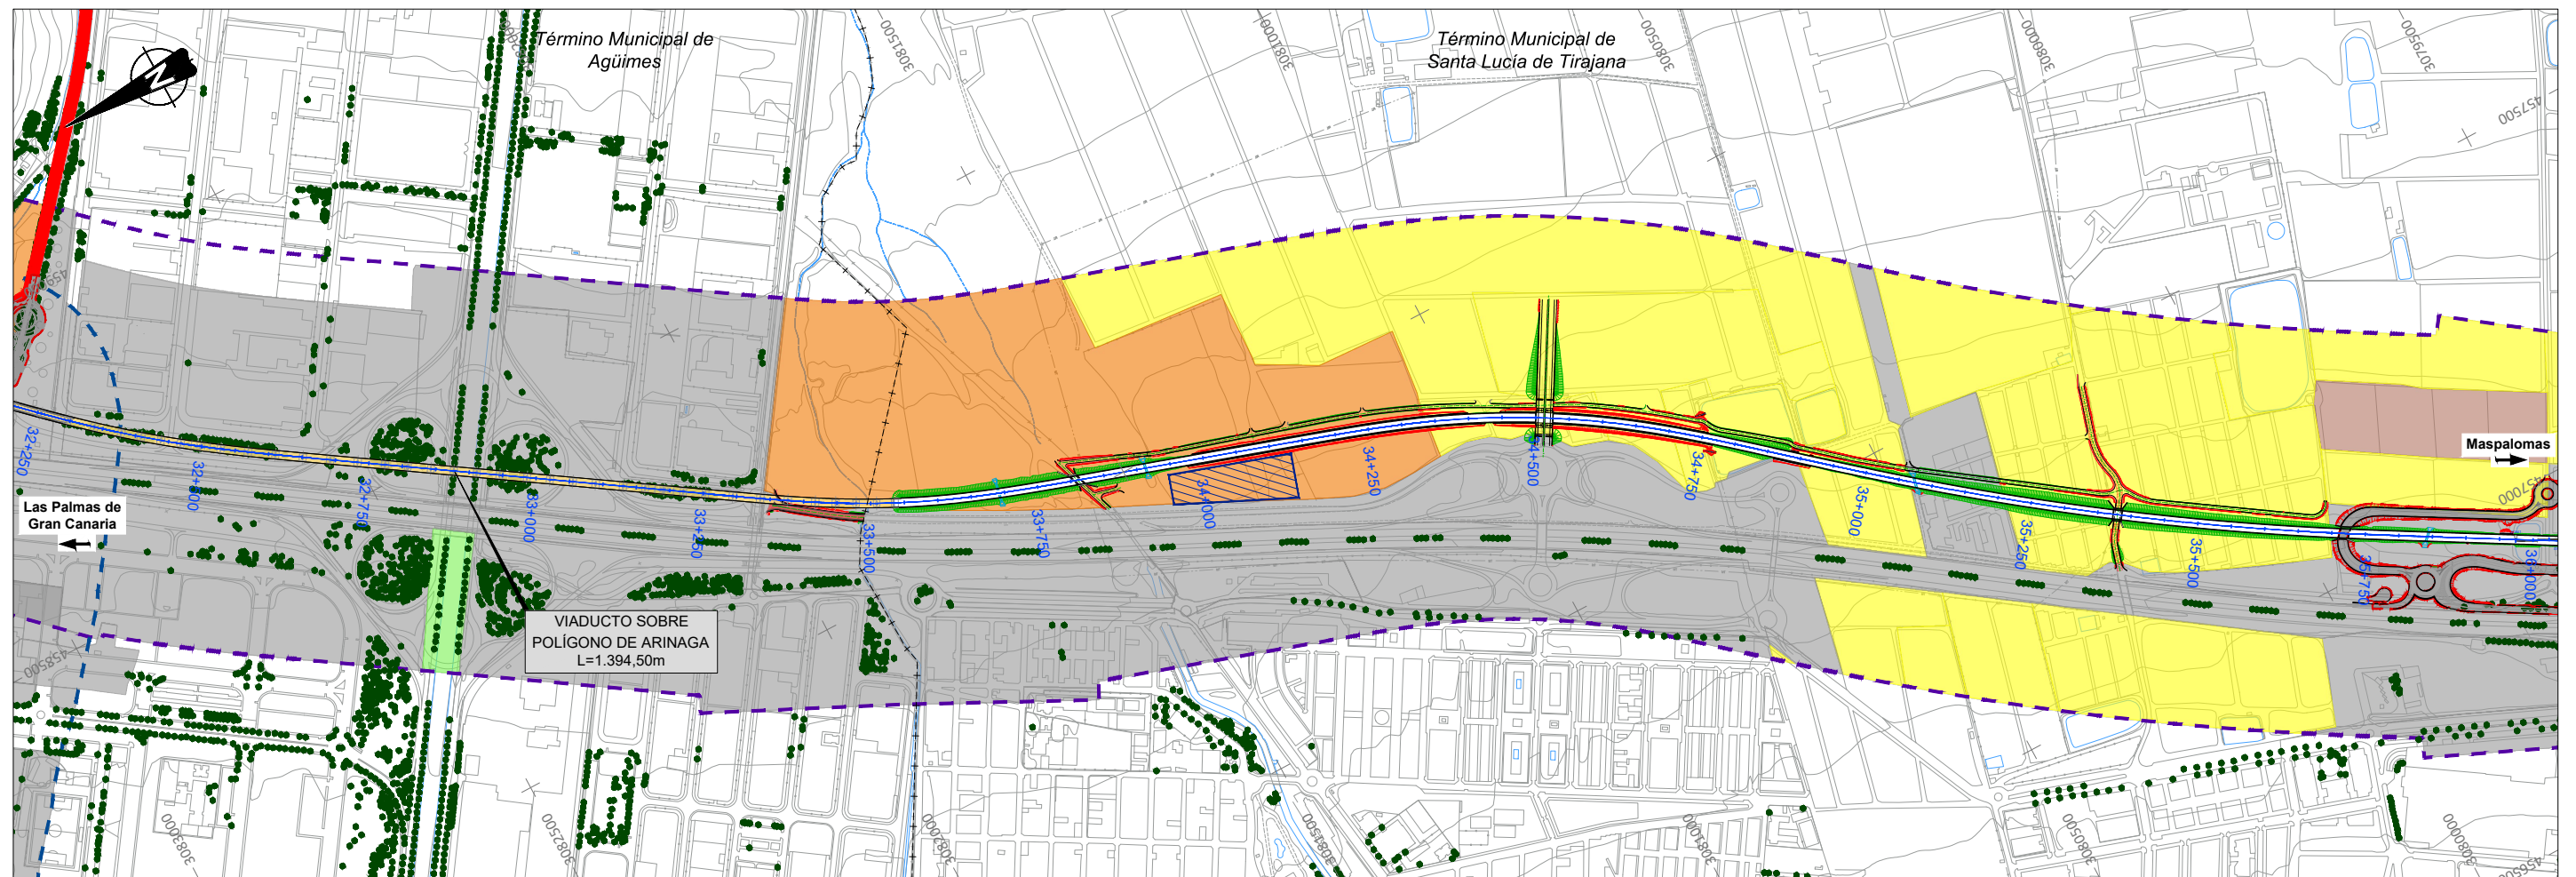 Término Municipal de
Agüimes
Término Municipal de
Santa Lucía de Tirajana
3081500
3081000
3080500
3080000
3079500
457500
N
Maspalomas
457000
Las Palmas de
Gran Canaria
32+250
32+750
33+000
33+250
33+500
33+750
34+000
34+250
34+500
34+750
35+000
35+250
35+500
35+750
36+000
VIADUCTO SOBRE
POLÍGONO DE ARINAGA
L=1.394,50m
458500
3083000
3082500
3082000
3081500
3081000
3080500
3080000